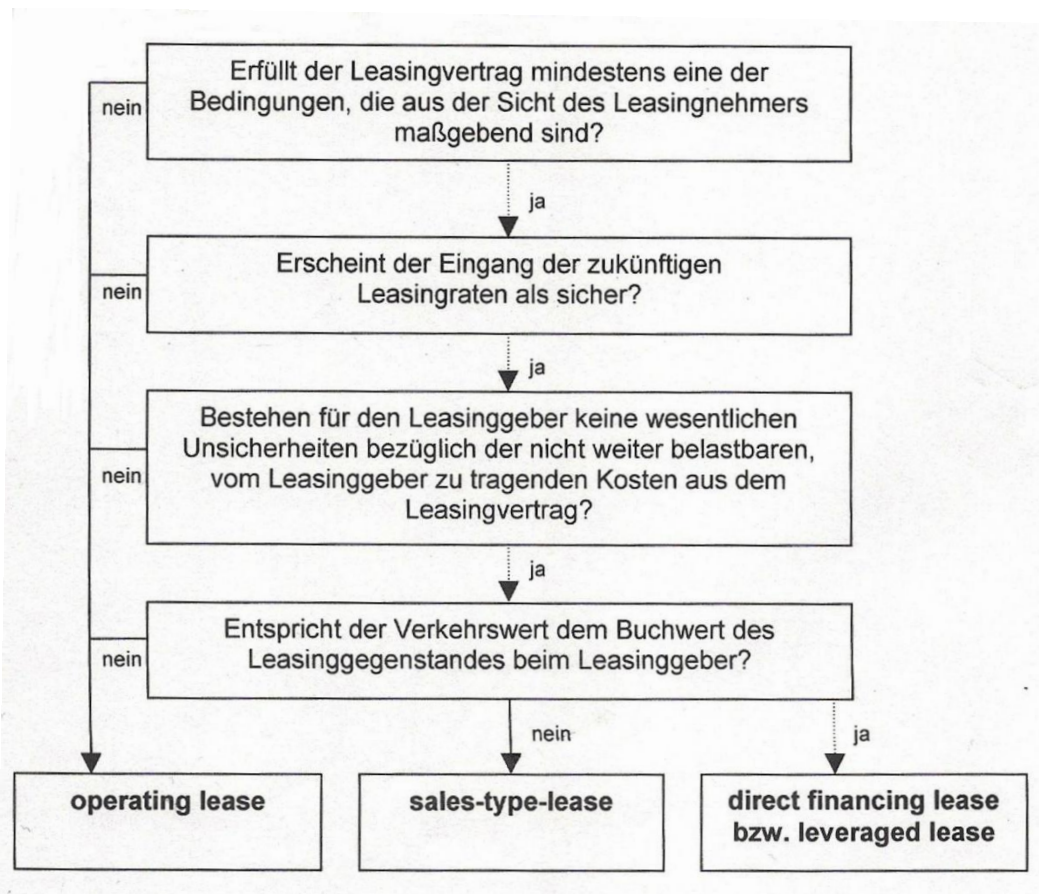 Erfüllt der Leasingvertrag mindestens eine der
Bedingungen, die aus der Sicht des Leasingnehmers
maßgebend sind?
nein
ja
Erscheint der Eingang der zukünftigen
Leasingraten als sicher?
nein
ja
Bestehen für den Leasinggeber keine wesentlichen
Unsicherheiten bezüglich der nicht weiter belastbaren,
vom Leasinggeber zu tragenden Kosten aus dem
Leasingvertrag?
nein
ja
Entspricht der Verkehrswert dem Buchwert des
Leasinggegenstandes beim Leasinggeber?
nein
nein
ja
operating lease
sales-type-lease
direct financing lease
bzw. leveraged lease